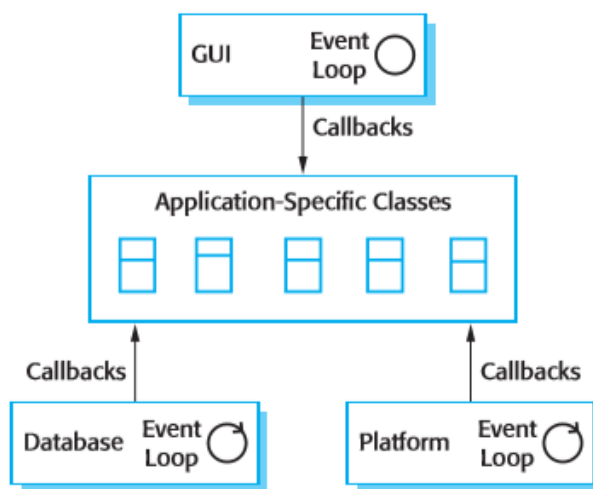 GUI
Event
Loop
Callbacks
Application-Specific Classes
Callbacks
Callbacks
Database
Event
Loop
Platform
Event
Loop